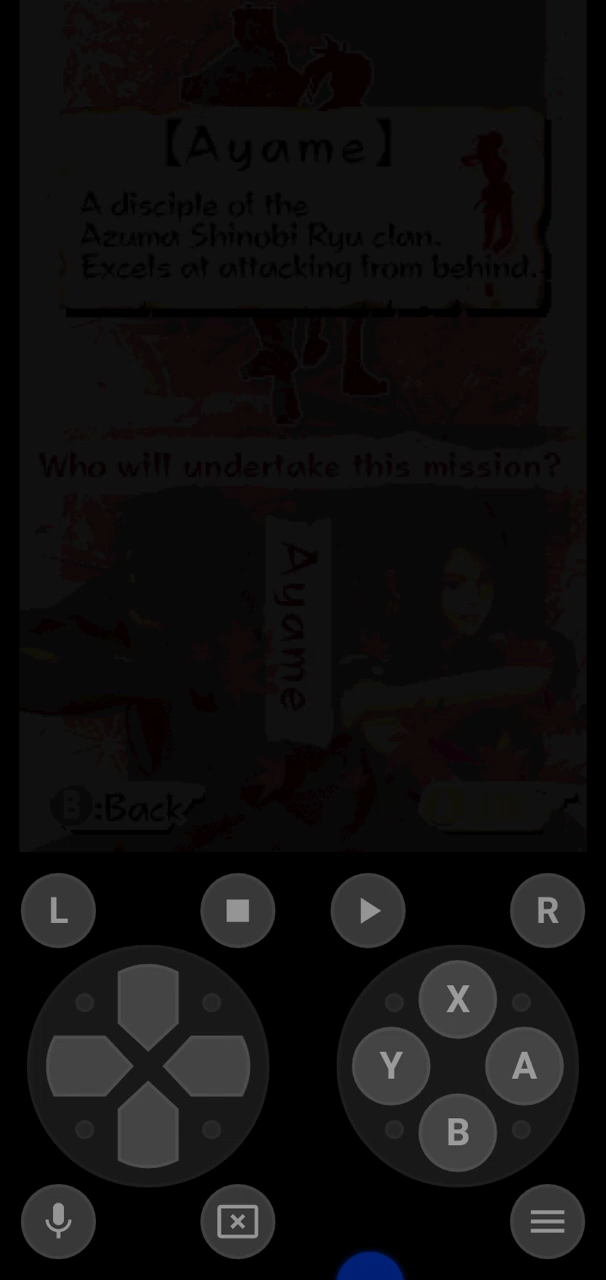 【Ayame】
A disciple of the
Azuma Shinobi Ryu clan.
Excels at attacking from behind.
Who will undertake this mission?
Ayame
B:Back
L
R
X
Y
A
B